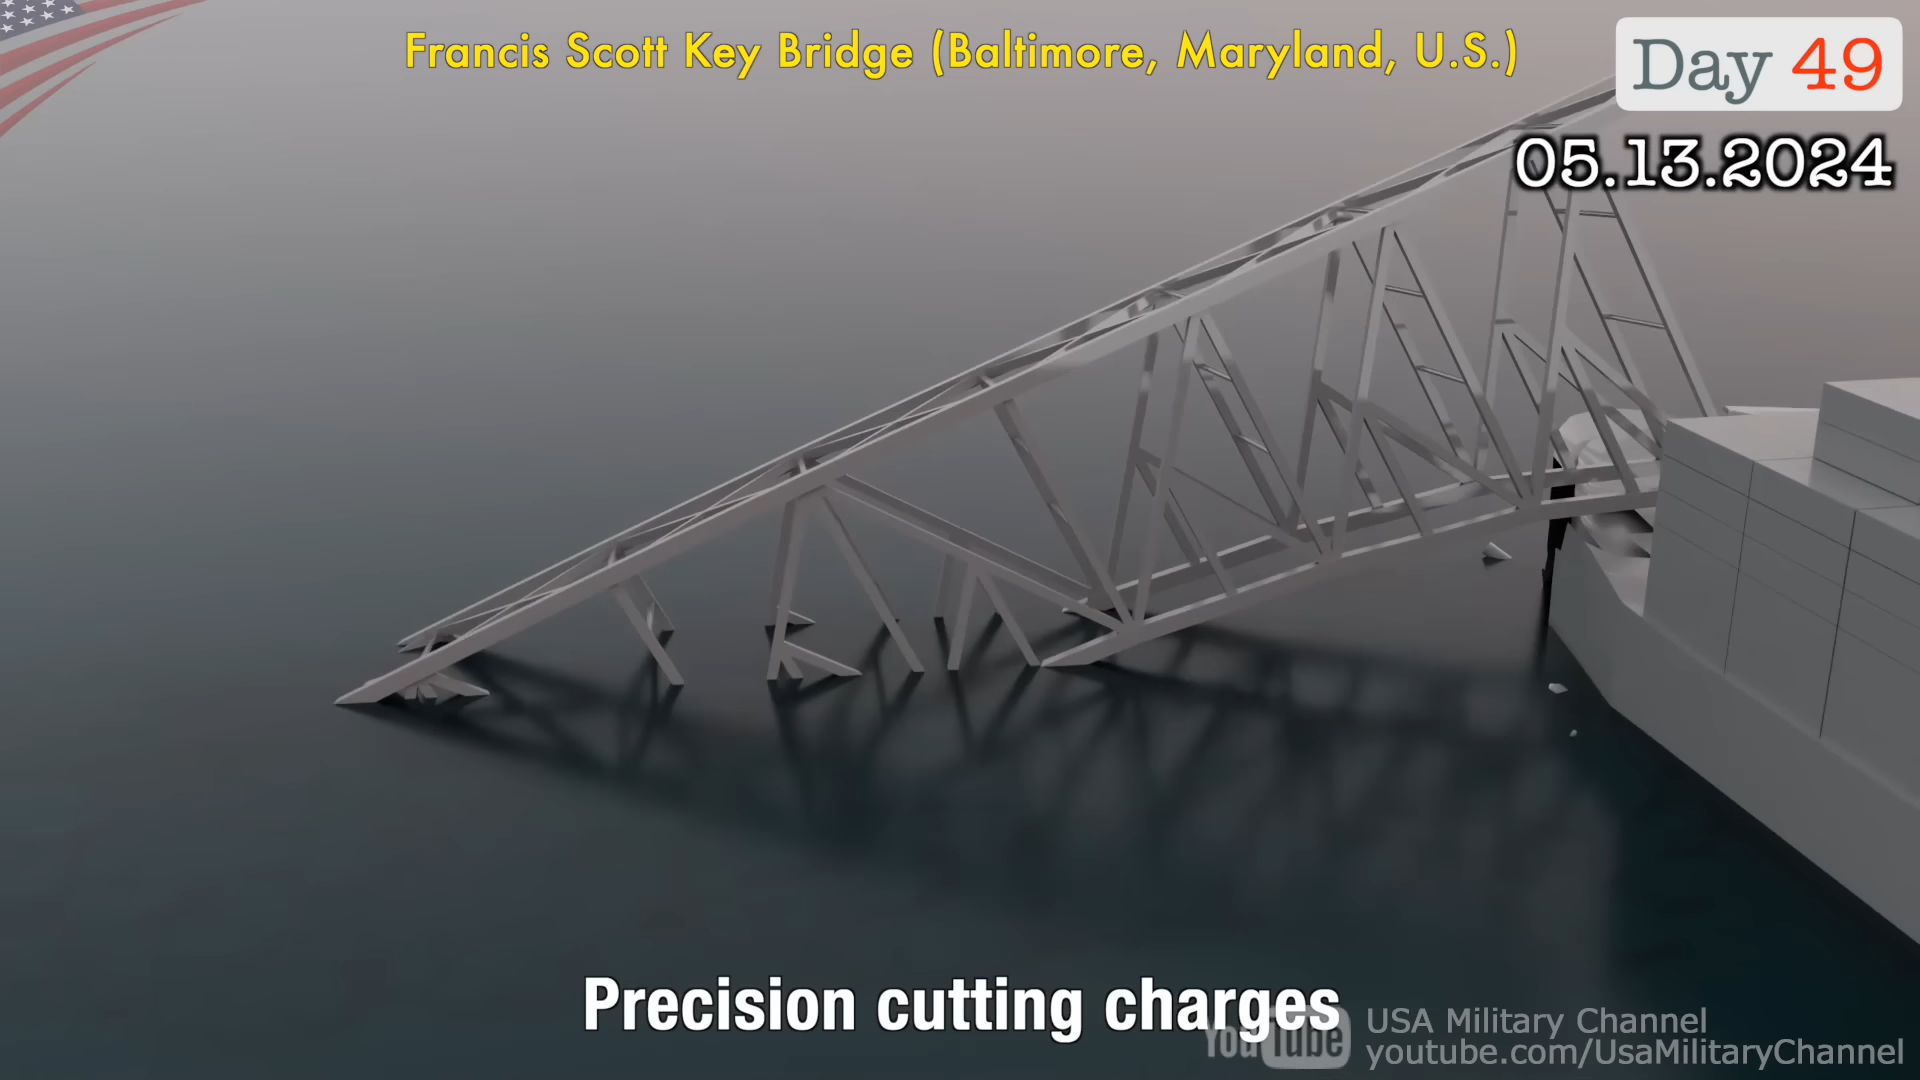 Francis Scott Key Bridge (Baltimore, Maryland, U.S.)
Day 49
05.13.2024
Precision cutting charges
YouTube
USA Military Channel
youtube.com/UsaMilitaryChannel